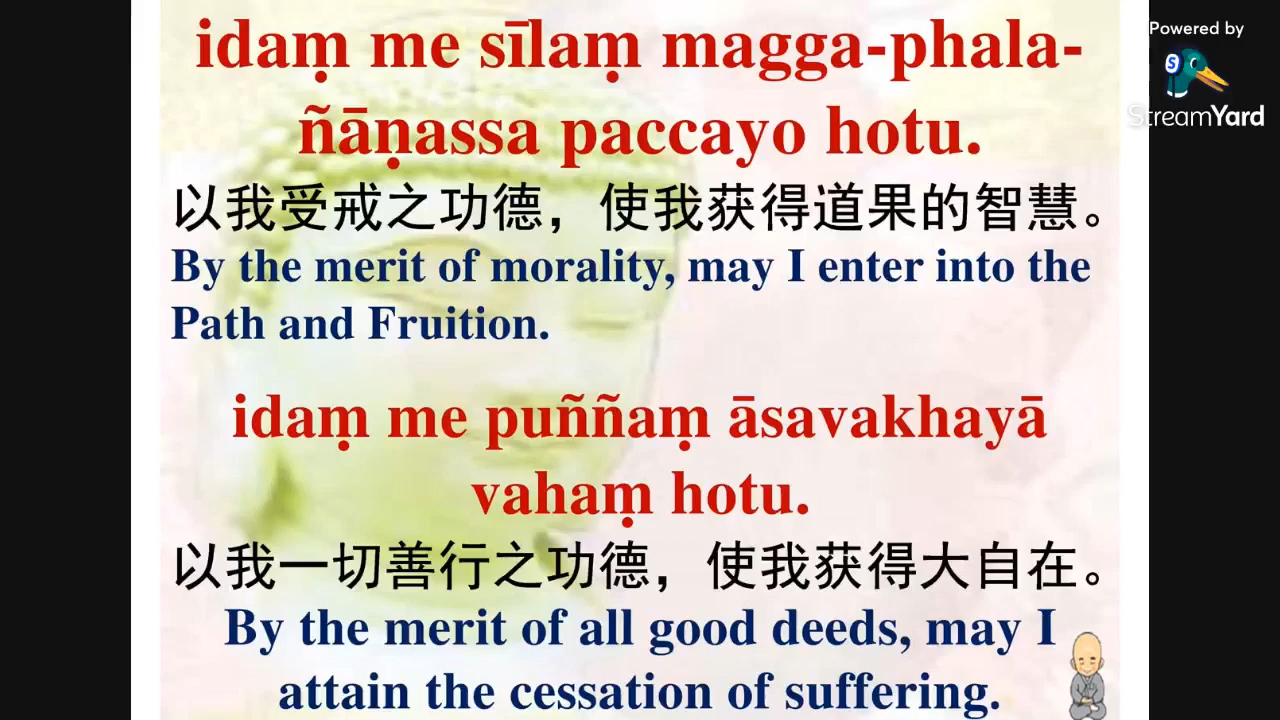 idaṃ me sīlaṃ magga-phala-
ñāṇassa paccayo hotu.
以我受戒之功德，使我获得道果的智慧。
By the merit of morality, may I enter into the
Path and Fruition.
idaṃ me puññaṃ āsavakhayā
vahaṃ hotu.
以我一切善行之功德，使我获得大自在。
By the merit of all good deeds, may I
attain the cessation of suffering.
Powered by
S
StreamYard